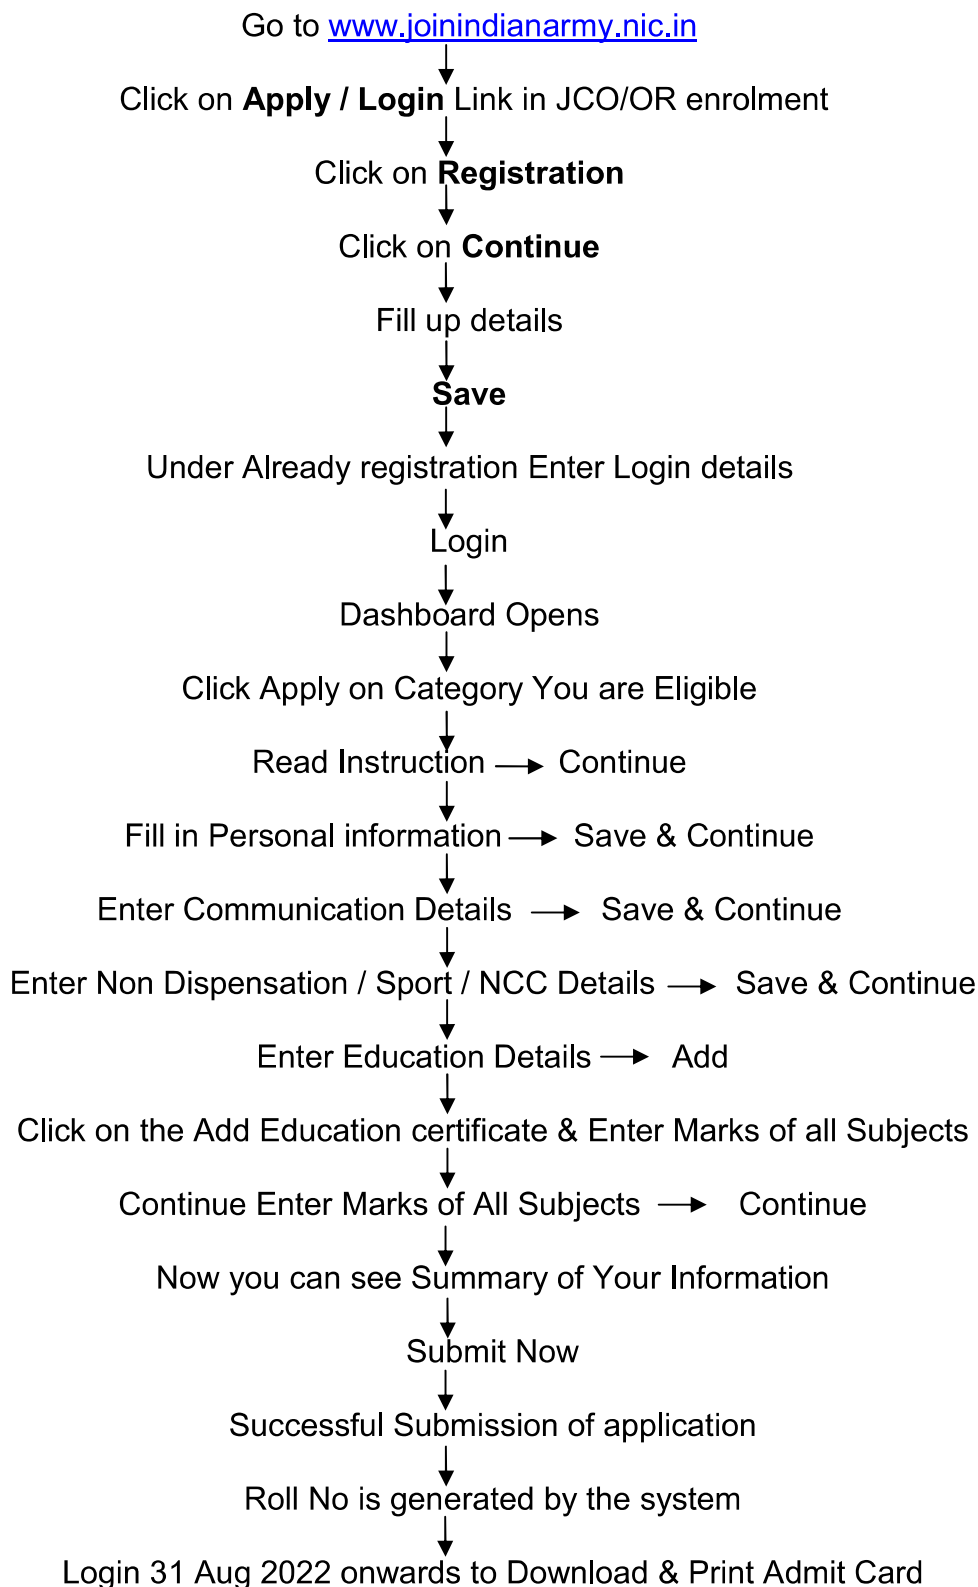 Go to www.joinindianarmy.nic.in
Click on Apply / Login Link in JCO/OR enrolment
Click on Registration
Click on Continue
Fill up details
Save
Under Already registration Enter Login details
Login
Dashboard Opens
Click Apply on Category You are Eligible
Read Instruction Continue
Fill in Personal information Save & Continue
Enter Communication Details Save & Continue
Enter Non Dispensation / Sport / NCC Details Save & Continue
Enter Education Details Add
Click on the Add Education certificate & Enter Marks of all Subjects
Continue Enter Marks of All Subjects Continue
Now you can see Summary of Your Information
Submit Now
Successful Submission of application
Roll No is generated by the system
Login 31 Aug 2022 onwards to Download & Print Admit Card